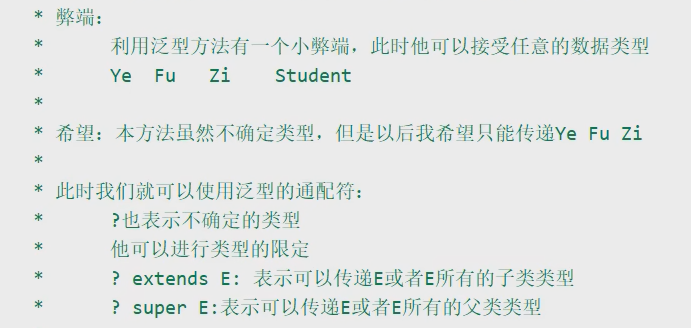 * 弊端：
* 利用泛型方法有一个小弊端，此时他可以接受任意的数据类型
* Ye Fu Zi Student
*
* 希望：本方法虽然不确定类型，但是以后我希望只能传递Ye Fu Zi
*
* 此时我们就可以使用泛型的通配符：
* ?也表示不确定的类型
* 他可以进行类型的限定
* ? extends E: 表示可以传递E或者E所有的子类类型
* ? super E:表示可以传递E或者E所有的父类类型